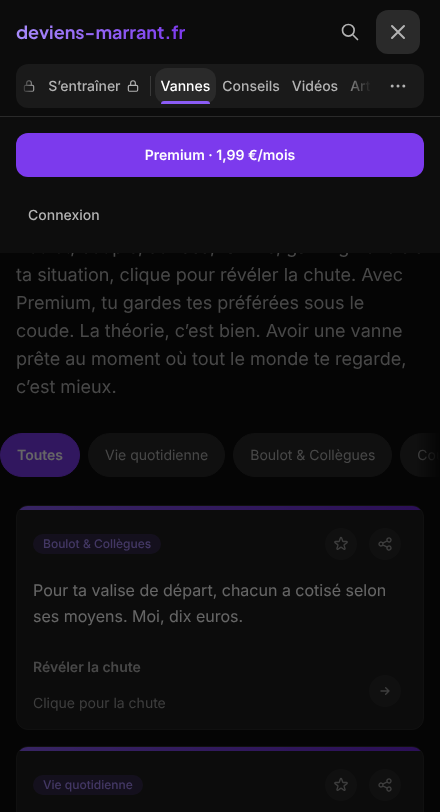 deviens-marrant.fr
S'entraîner
Vannes
Conseils
Vidéos
Premium · 1,99 €/mois
Connexion
ta situation, clique pour révéler la chute. Avec
Premium, tu gardes tes préférées sous le
coude. La théorie, c'est bien. Avoir une vanne
prête au moment où tout le monde te regarde,
c'est mieux.
Toutes
Vie quotidienne
Boulot & Collègues
Boulot & Collègues
Pour ta valise de départ, chacun a cotisé selon
ses moyens. Moi, dix euros.
Révéler la chute
Clique pour la chute
Vie quotidienne